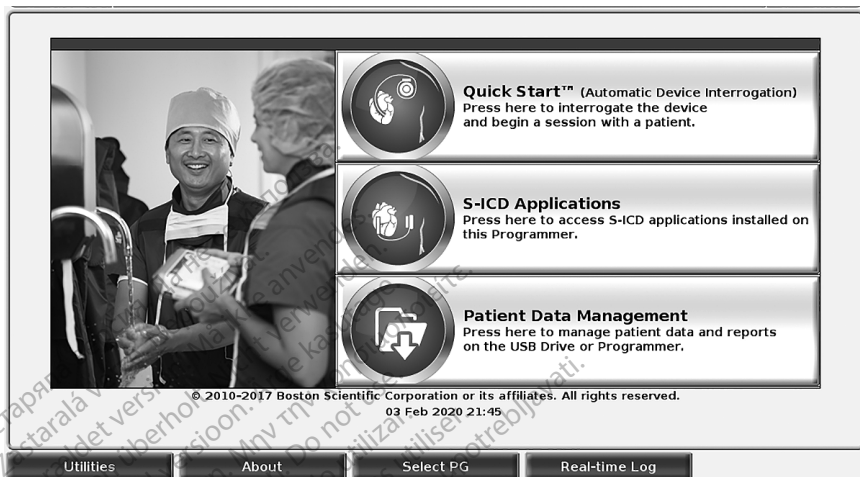 Quick Start™ (Automatic Device Interrogation)
Press here to interrogate the device
and begin a session with a patient.
S-ICD Applications
Press here to access S-ICD applications installed on
this Programmer.
Patient Data Management
Press here to manage patient data and reports
on the USB Drive or Programmer.
© 2010-2017 Boston Scientific Corporation or its affiliates. All rights reserved.
03 Feb 2020 21:45
Utilities
About
Select PG
Real-time Log